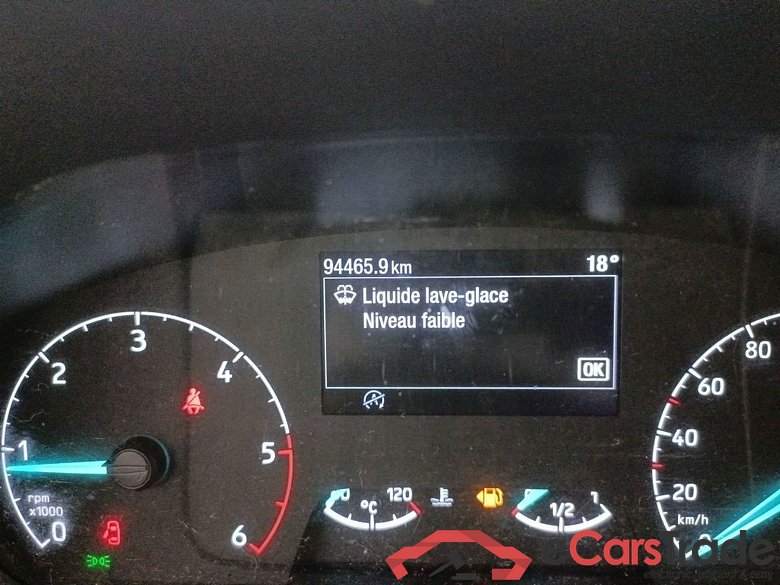 94465.9 km 18°
Liquide lave-glace
Niveau faible
OK
0 1 2 3 4 5 6
rpm
x1000
120
°C
1/2 1
20 40 60 80
km/h
CarsTrade